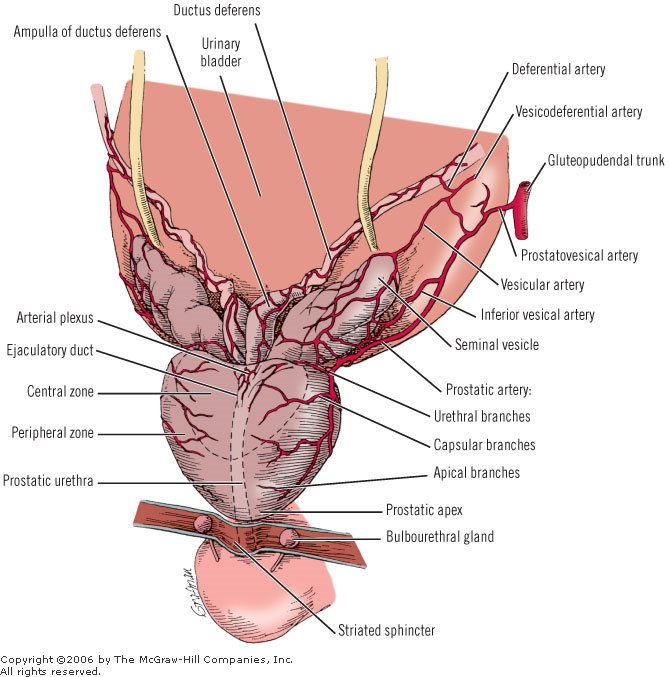 Ductus deferens
Ampulla of ductus deferens
Urinary
bladder
Deferential artery
Vesicodeferential artery
Gluteopudendal trunk
Prostatovesical artery
Vesicular artery
Inferior vesical artery
Seminal vesicle
Prostatic artery:
Urethral branches
Capsular branches
Apical branches
Prostatic apex
Bulbourethral gland
Striated sphincter
Arterial plexus
Ejaculatory duct
Central zone
Peripheral zone
Prostatic urethra
Copyright ©2006 by The McGraw-Hill Companies, Inc.
All rights reserved.